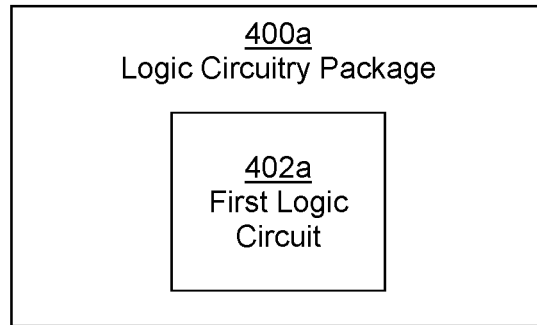 400a
Logic Circuitry Package
402a
First Logic
Circuit